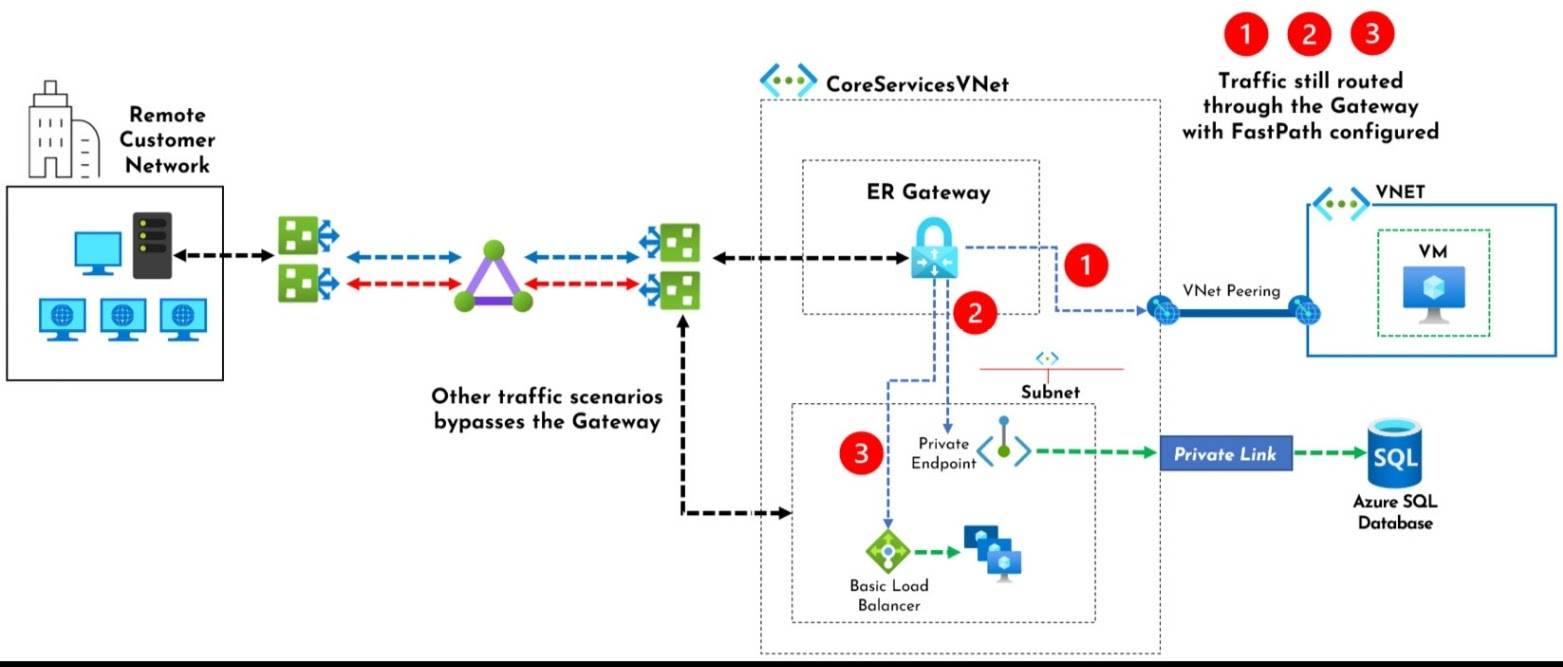 1 2 3
Traffic still routed
through the Gateway
with FastPath configured
CoreServicesVNet
Remote
Customer
Network
ER Gateway
VNET
VM
1
VNet Peering
2
Other traffic scenarios
bypasses the Gateway
Subnet
3
Private
Endpoint
Private Link
SQL
Azure SQL
Database
Basic Load
Balancer